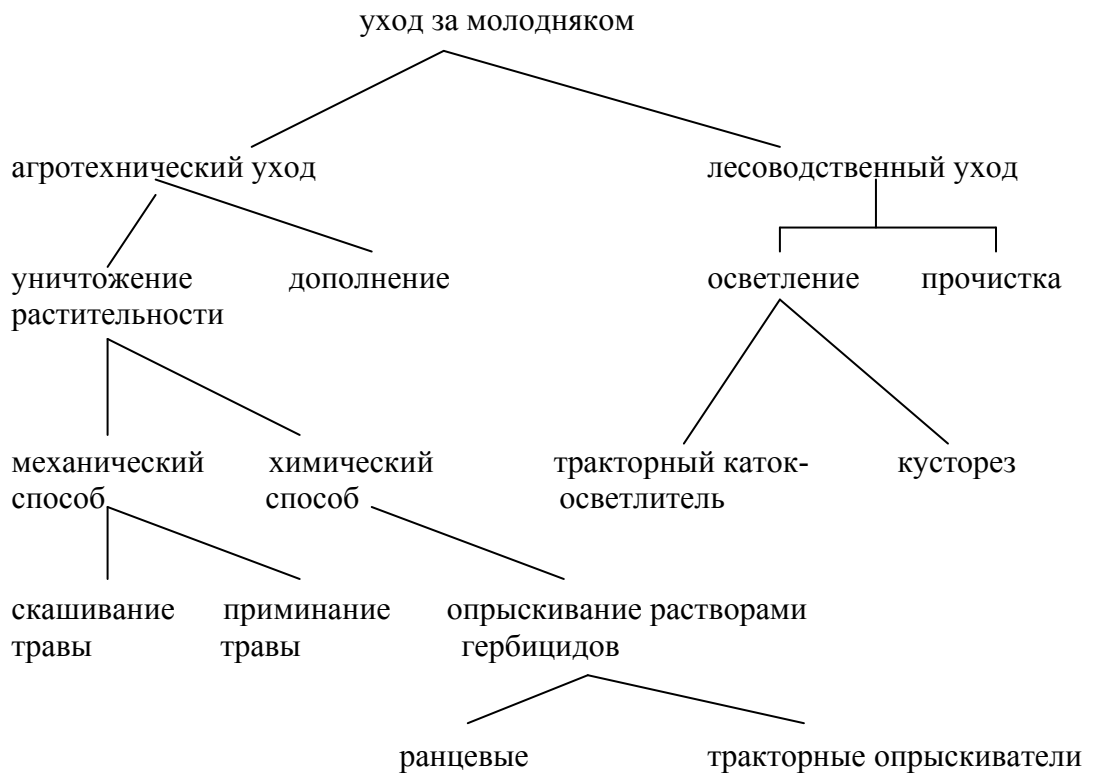 уход за молодняком
агротехнический уход
лесоводственный уход
уничтожение
растительности
дополнение
осветление
прочистка
механический
способ
химический
способ
тракторный каток-
осветлитель
кусторез
скашивание
травы
приминание
травы
опрыскивание растворами
гербицидов
ранцевые
тракторные опрыскиватели